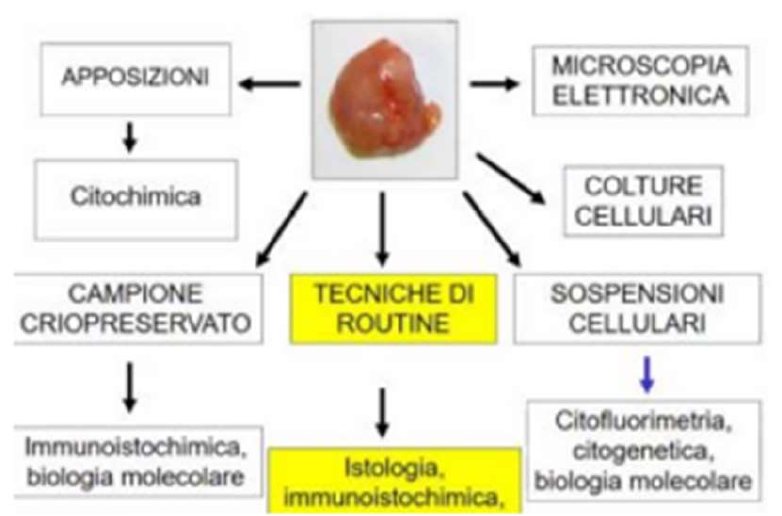 APPOSIZIONI
MICROSCOPIA
ELETTRONICA
Citochimica
COLTURE
CELLULARI
CAMPIONE
CRIOPRESERVATO
TECNICHE DI
ROUTINE
SOSPENSIONI
CELLULARI
Immunoistochimica,
biologia molecolare
Istologia,
immunoistochimica,
Citofluorimetria,
citogenetica,
biologia molecolare